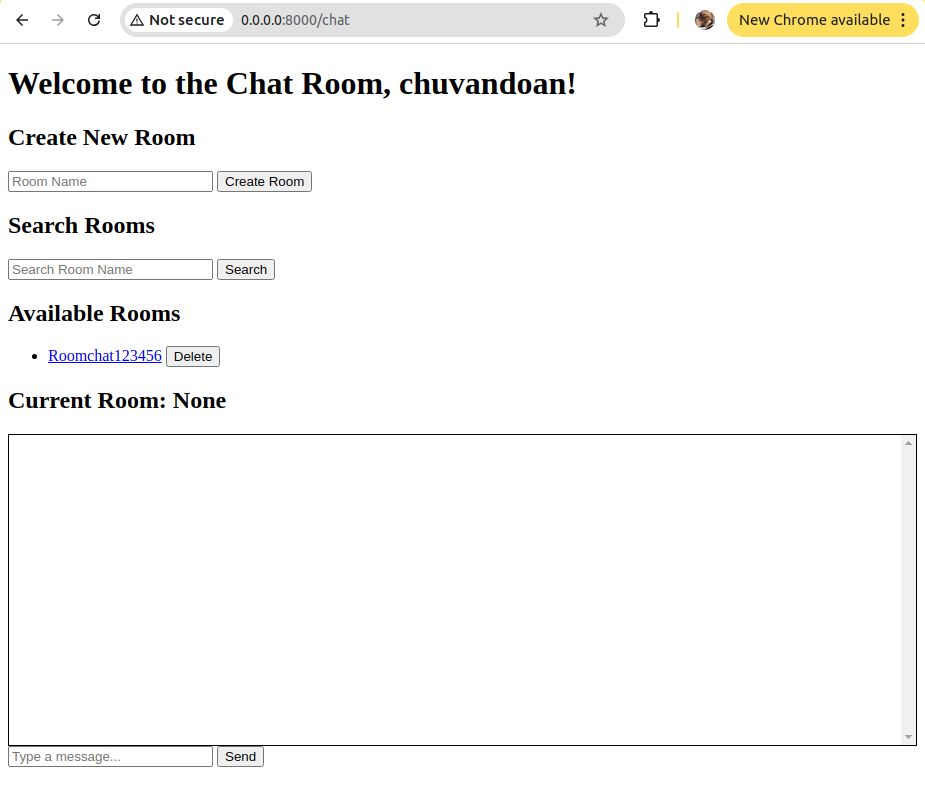 Not secure 0.0.0.0:8000/chat New Chrome available
Welcome to the Chat Room, chuvandoan!
Create New Room
Room Name Create Room
Search Rooms
Search Room Name Search
Available Rooms
Roomchat123456 Delete
Current Room: None
Type a message... Send